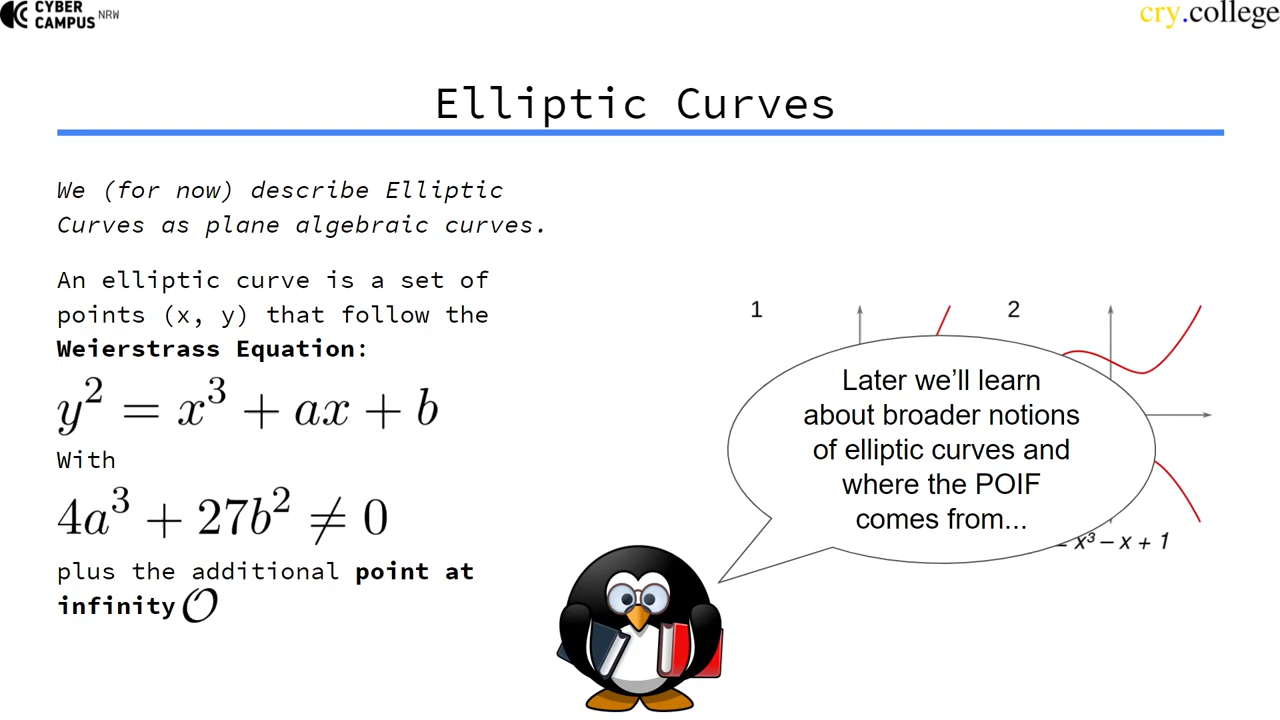 CYBER
CAMPUS NRW
cry.college
Elliptic Curves
We (for now) describe Elliptic
Curves as plane algebraic curves.
An elliptic curve is a set of
points (x, y) that follow the
Weierstrass Equation:
y² = x³ + ax + b
With
4a³ + 27b² ≠ 0
plus the additional point at
infinity 𝒪
1
2
Later we’ll learn
about broader notions
of elliptic curves and
where the POIF
comes from...
= x³ – x + 1